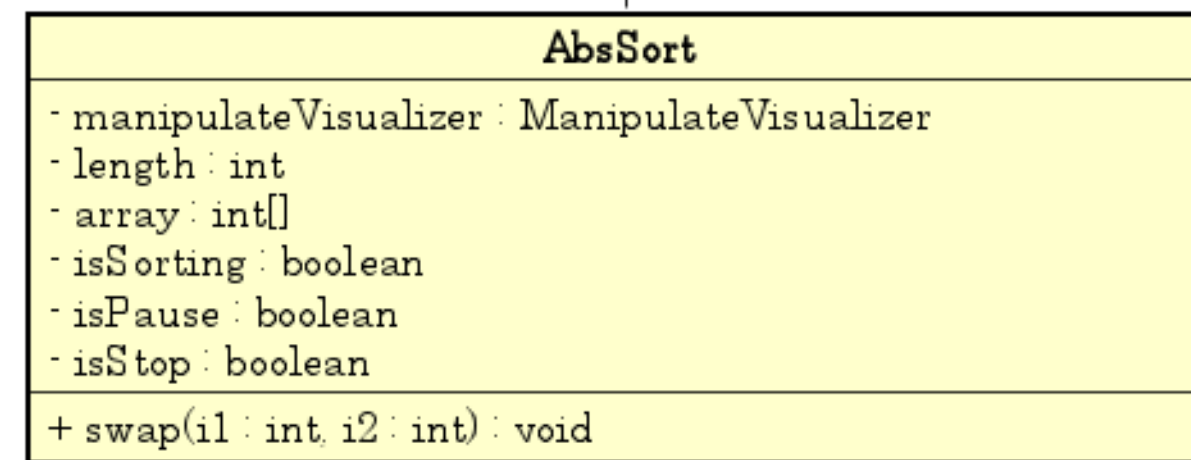 AbsSort
- manipulateVisualizer : ManipulateVisualizer
- length : int
- array : int[]
- isSorting : boolean
- isPause : boolean
- isStop : boolean
+ swap(i1 : int, i2 : int) : void